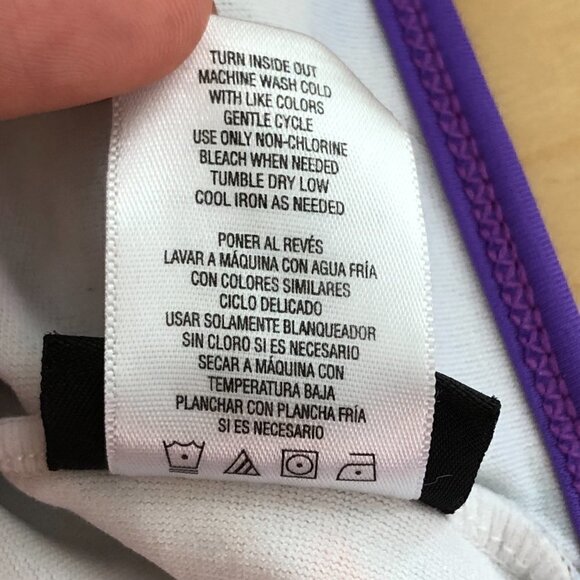 TURN INSIDE OUT
MACHINE WASH COLD
WITH LIKE COLORS
GENTLE CYCLE
USE ONLY NON-CHLORINE
BLEACH WHEN NEEDED
TUMBLE DRY LOW
COOL IRON AS NEEDED
PONER AL REVÉS
LAVAR A MÁQUINA CON AGUA FRÍA
CON COLORES SIMILARES
CICLO DELICADO
USAR SOLAMENTE BLANQUEADOR
SIN CLORO SI ES NECESARIO
SECAR A MÁQUINA CON
TEMPERATURA BAJA
PLANCHAR CON PLANCHA FRÍA
SI ES NECESARIO